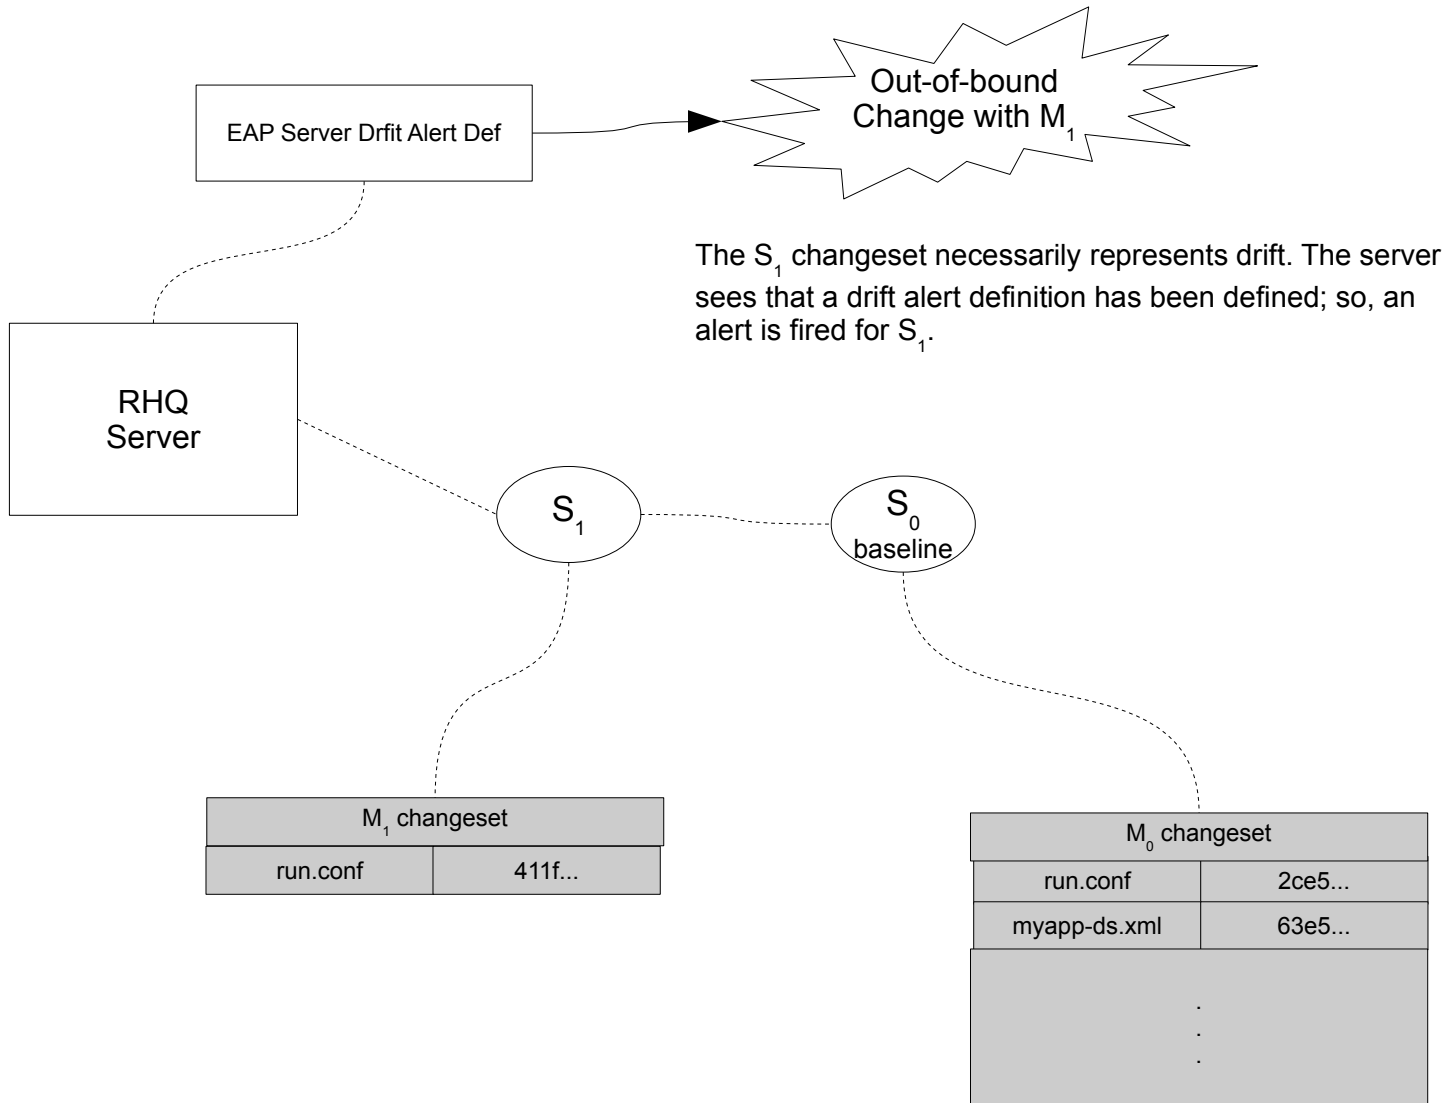 Out-of-bound
Change with M1
EAP Server Drfit Alert Def
The S1 changeset necessarily represents drift. The server
sees that a drift alert definition has been defined; so, an
alert is fired for S1.
RHQ
Server
S1
S0
baseline
M1 changeset
run.conf 411f...
M0 changeset
run.conf 2ce5...
myapp-ds.xml 63e5...
.
.
.